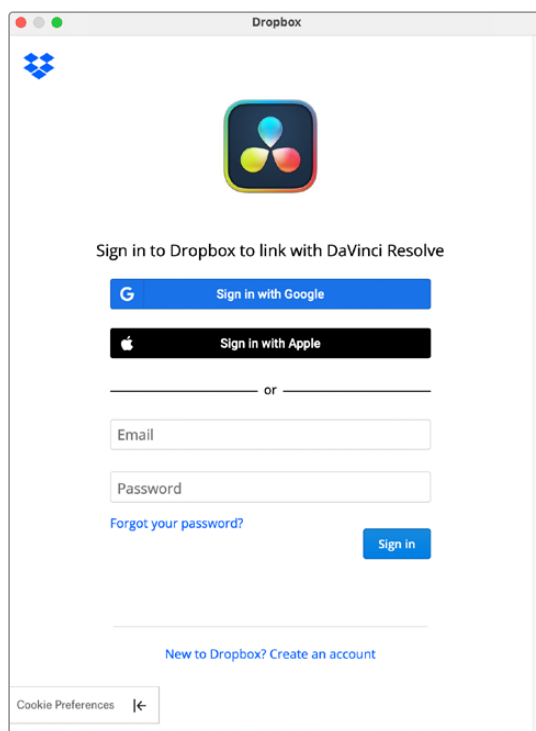 Dropbox
Sign in to Dropbox to link with DaVinci Resolve
G Sign in with Google
Sign in with Apple
or
Email
Password
Forgot your password?
Sign in
New to Dropbox? Create an account
Cookie Preferences